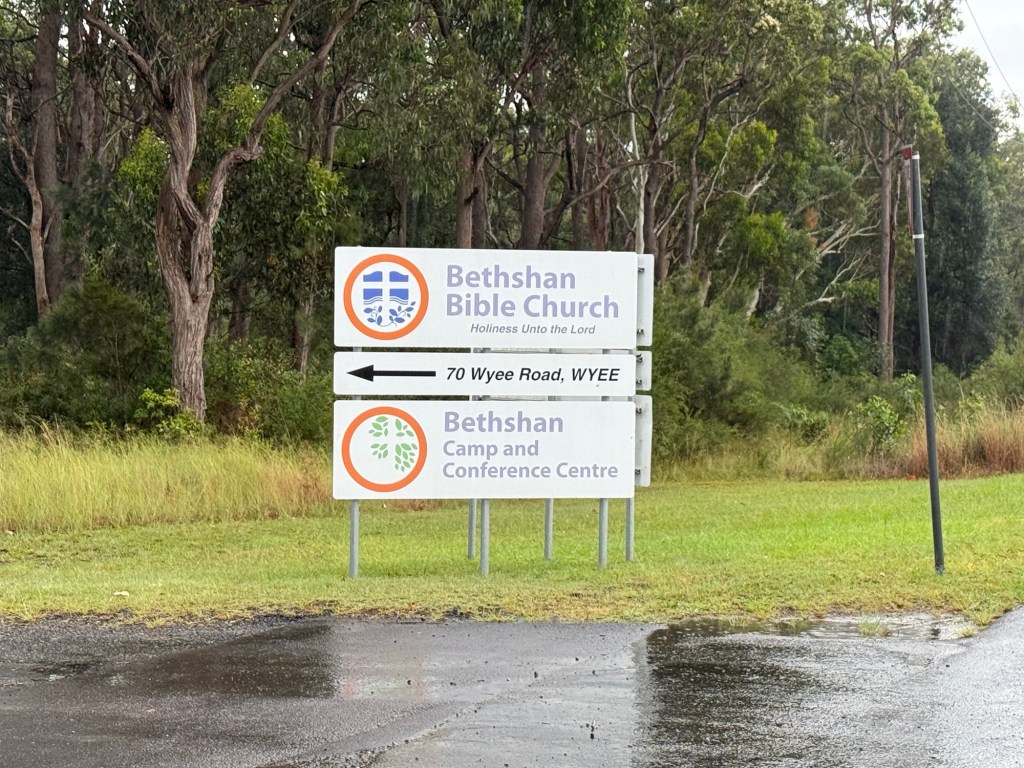 Bethshan
Bible Church
Holiness Unto the Lord
70 Wyee Road, WYEE
Bethshan
Camp and
Conference Centre